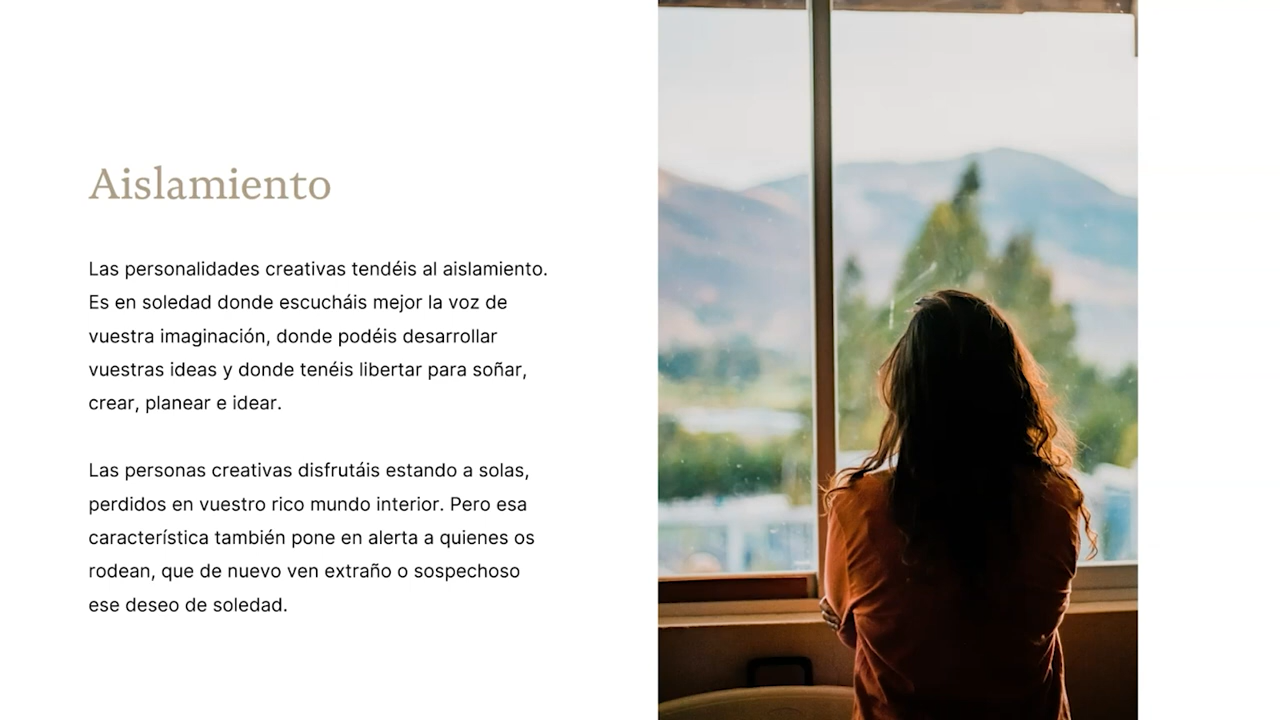 Aislamiento
Las personalidades creativas tendéis al aislamiento.
Es en soledad donde escucháis mejor la voz de
vuestra imaginación, donde podéis desarrollar
vuestras ideas y donde tenéis libertar para soñar,
crear, planear e idear.
Las personas creativas disfrutáis estando a solas,
perdidos en vuestro rico mundo interior. Pero esa
característica también pone en alerta a quienes os
rodean, que de nuevo ven extraño o sospechoso
ese deseo de soledad.